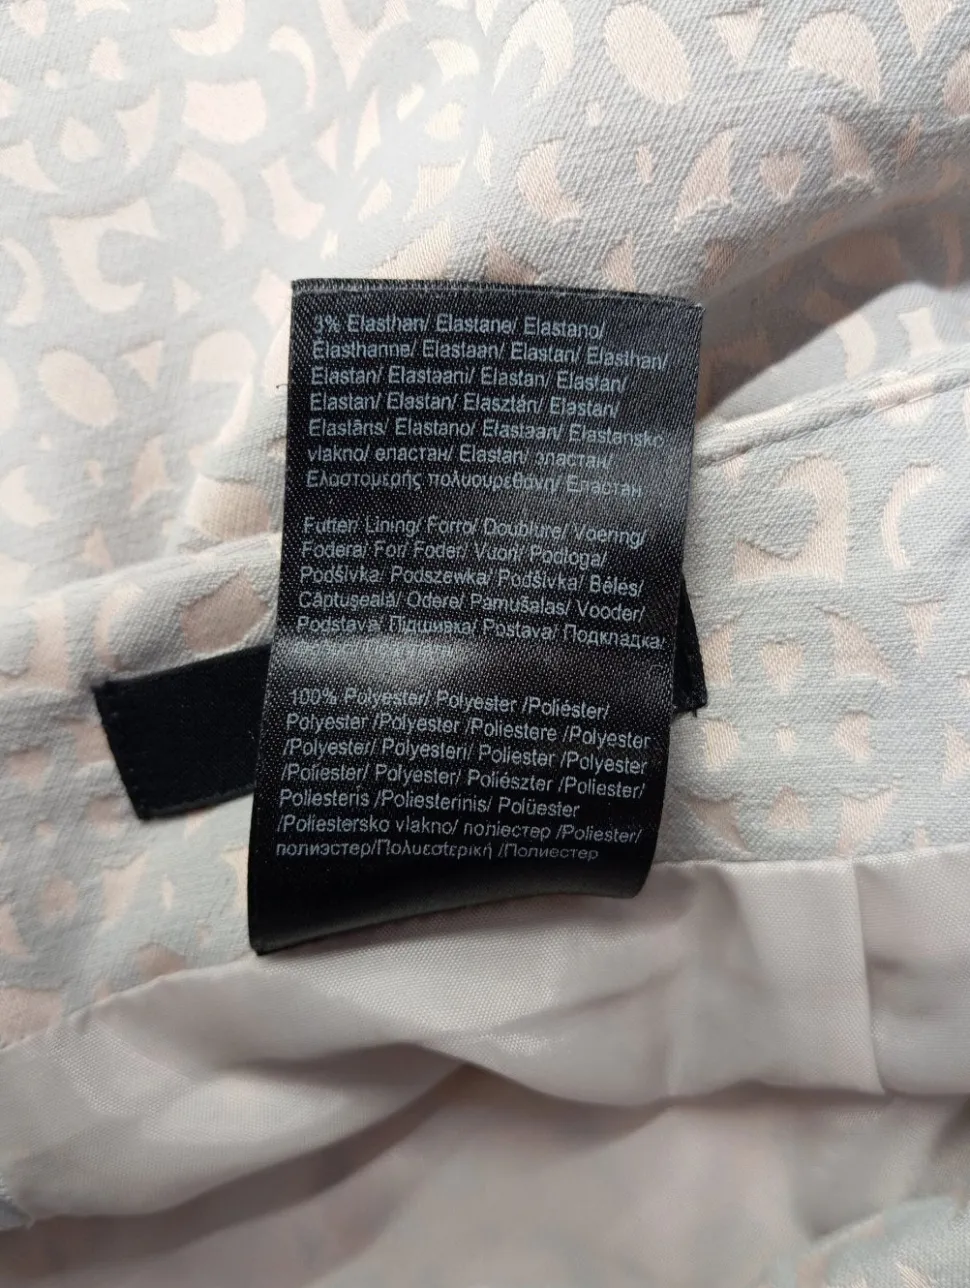 3% Elasthan/ Elastane/ Elastano/
Elasthanne/ Elastaan/ Elastan/ Elasthan/
Elastan/ Elastaani/ Elastan/ Elastan/
Elastan/ Elastan/ Elasztán/ Elastan/
Elastāns/ Elastano/ Elastaan/ Elastansko
vlakno/ еластан/ Elastan/ эластан/
Ελαστομερής πολυουρεθάνη/ Еластан
Futter/ Lining/ Forro/ Doublure/ Voering/
Fodera/ For/ Foder/ Vuori/ Podloga/
Podšívka/ Podszewka/ Podšívka/ Bélés/
Căptuşeală/ Odere/ Pamušalas/ Vooder/
Podstava/ Підшивка/ Postava/ Подкладка/
100% Polyester/ Polyester /Poliéster/
Polyester /Polyester /Poliestere /Polyester
/Polyester/ Polyesteri/ Poliester /Polyester
/Poliester/ Polyester/ Poliészter /Poliester/
Poliesteris /Poliesterinis/ Polüester
/Poliestersko vlakno/ поліестер /Poliester/
полиэстер/Πολυεστερική /Полиестер